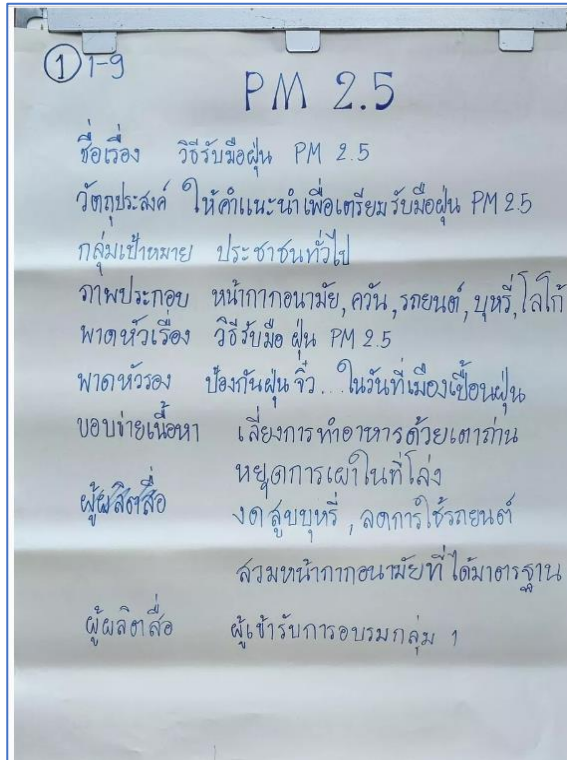 ① 1-9
PM 2.5
ชื่อเรื่อง วิธีรับมือฝุ่น PM 2.5
วัตถุประสงค์ ให้คำแนะนำเพื่อเตรียมรับมือฝุ่น PM 2.5
กลุ่มเป้าหมาย ประชาชนทั่วไป
ภาพประกอบ หน้ากากอนามัย, ควัน, รถยนต์, บุหรี่, โลโก้
พาดหัวเรื่อง วิธีรับมือ ฝุ่น PM 2.5
พาดหัวรอง ป้องกันฝุ่นจิ๋ว... ในวันที่เมืองเปื้อนฝุ่น
ขอบข่ายเนื้อหา เลี่ยงการทำอาหารด้วยเตาถ่าน
หยุดการเผาในที่โล่ง
ผู้ผลิตสื่อ งดสูบบุหรี่, ลดการใช้รถยนต์
สวมหน้ากากอนามัยที่ได้มาตรฐาน
ผู้ผลิตสื่อ ผู้เข้ารับการอบรมกลุ่ม 1